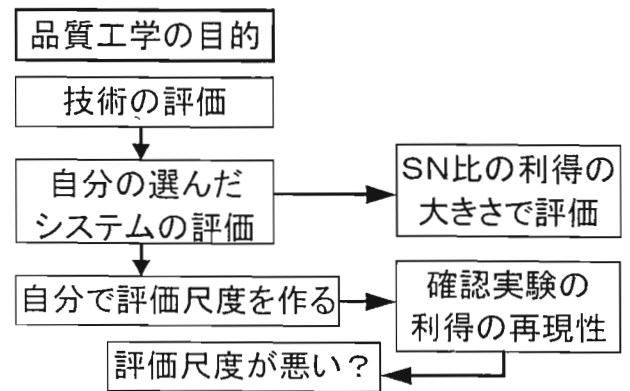 品質工学の目的
技術の評価
自分の選んだ
システムの評価
SN比の利得の
大きさで評価
自分で評価尺度を作る
確認実験の
利得の再現性
評価尺度が悪い？